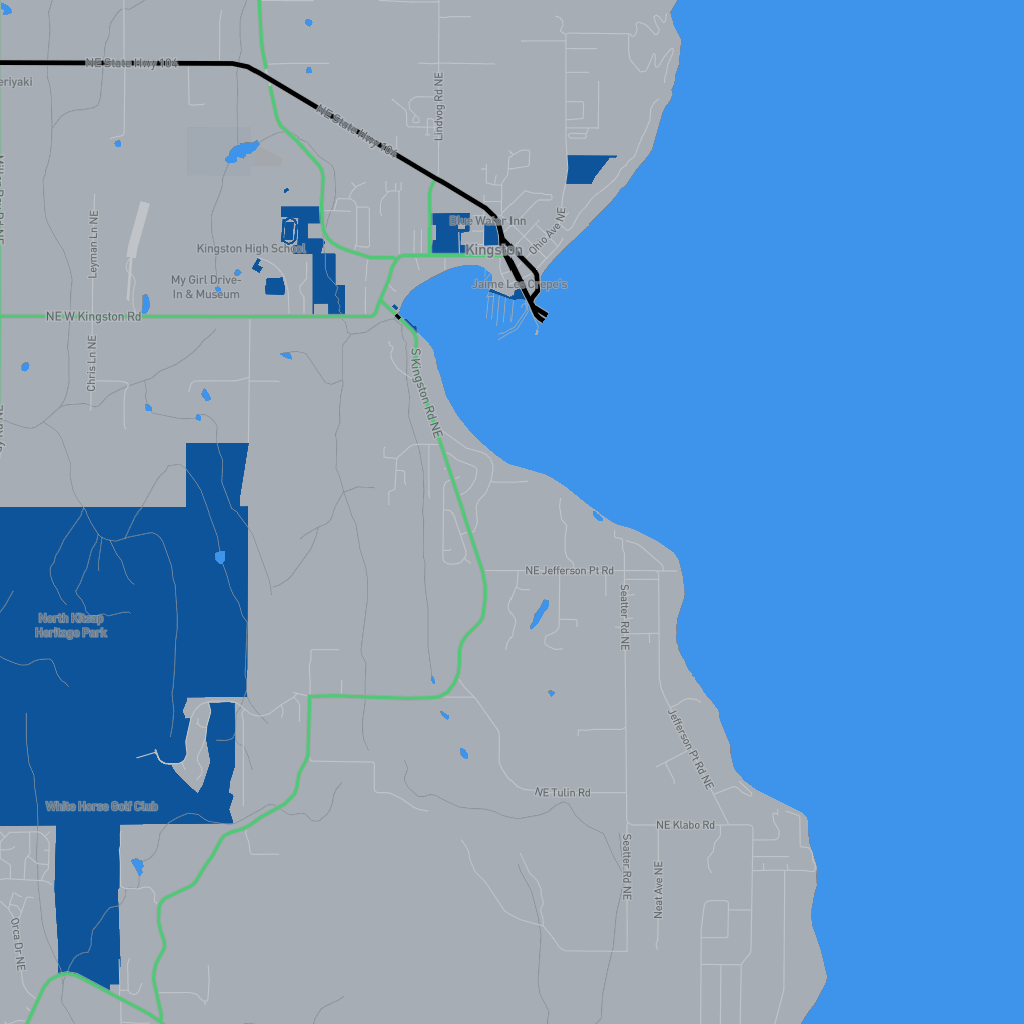 NE State Hwy 104
eriyaki
NE State Hwy 104
Lindvog Rd NE
Leyman Ln NE
Blue Water Inn
Ohio Ave NE
Kingston High School
Kingston
My Girl Drive-
In & Museum
NE W Kingston Rd
Chris Ln NE
S Kingston Rd NE
NE Jefferson Pt Rd
Seatter Rd NE
North Kitsap
Heritage Park
Jefferson Pt Rd NE
White Horse Golf Club
NE Tulin Rd
NE Klabo Rd
Seatter Rd NE
Neat Ave NE
Orca Dr NE